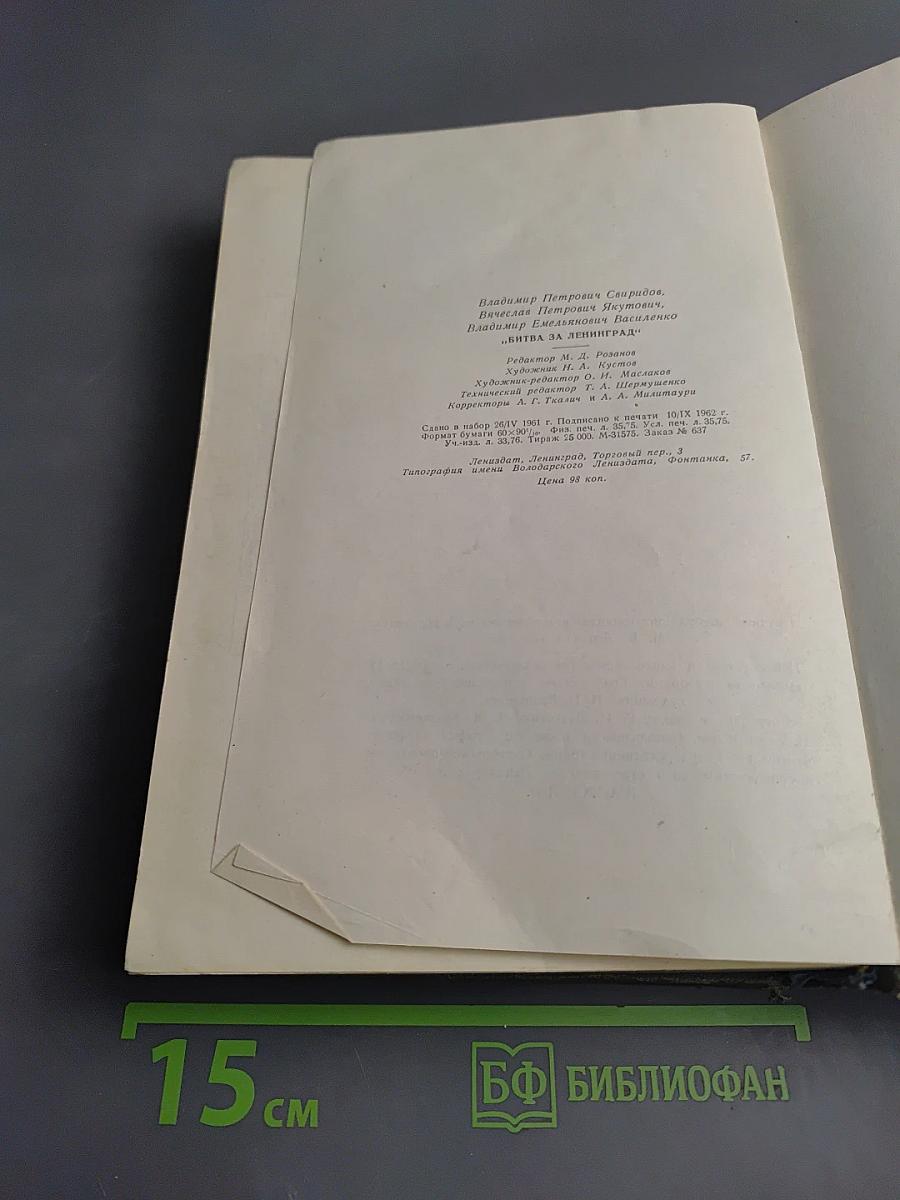 Владимир Петрович Свиридов,
Вячеслав Петрович Якутович,
Владимир Емельянович Василенко
„БИТВА ЗА ЛЕНИНГРАД“
Редактор М. Д. Розанов
Художник Н. А. Кустов
Художник-редактор О. И. Маслаков
Технический редактор Т. А. Шермушенко
Корректоры А. Г. Ткалич и А. А. Милитаури
Сдано в набор 26/IV 1961 г. Подписано к печати 10/IX 1962 г.
Формат бумаги 60×90¹/₁₆. Физ. печ. л. 35,75. Усл. печ. л. 35,75.
Уч.-изд. л. 33,76. Тираж 25 000. М-31575. Заказ № 637
Лениздат, Ленинград, Торговый пер., 3
Типография имени Володарского Лениздата, Фонтанка, 57.
Цена 98 коп.
15 см
БФ БИБЛИОФАН